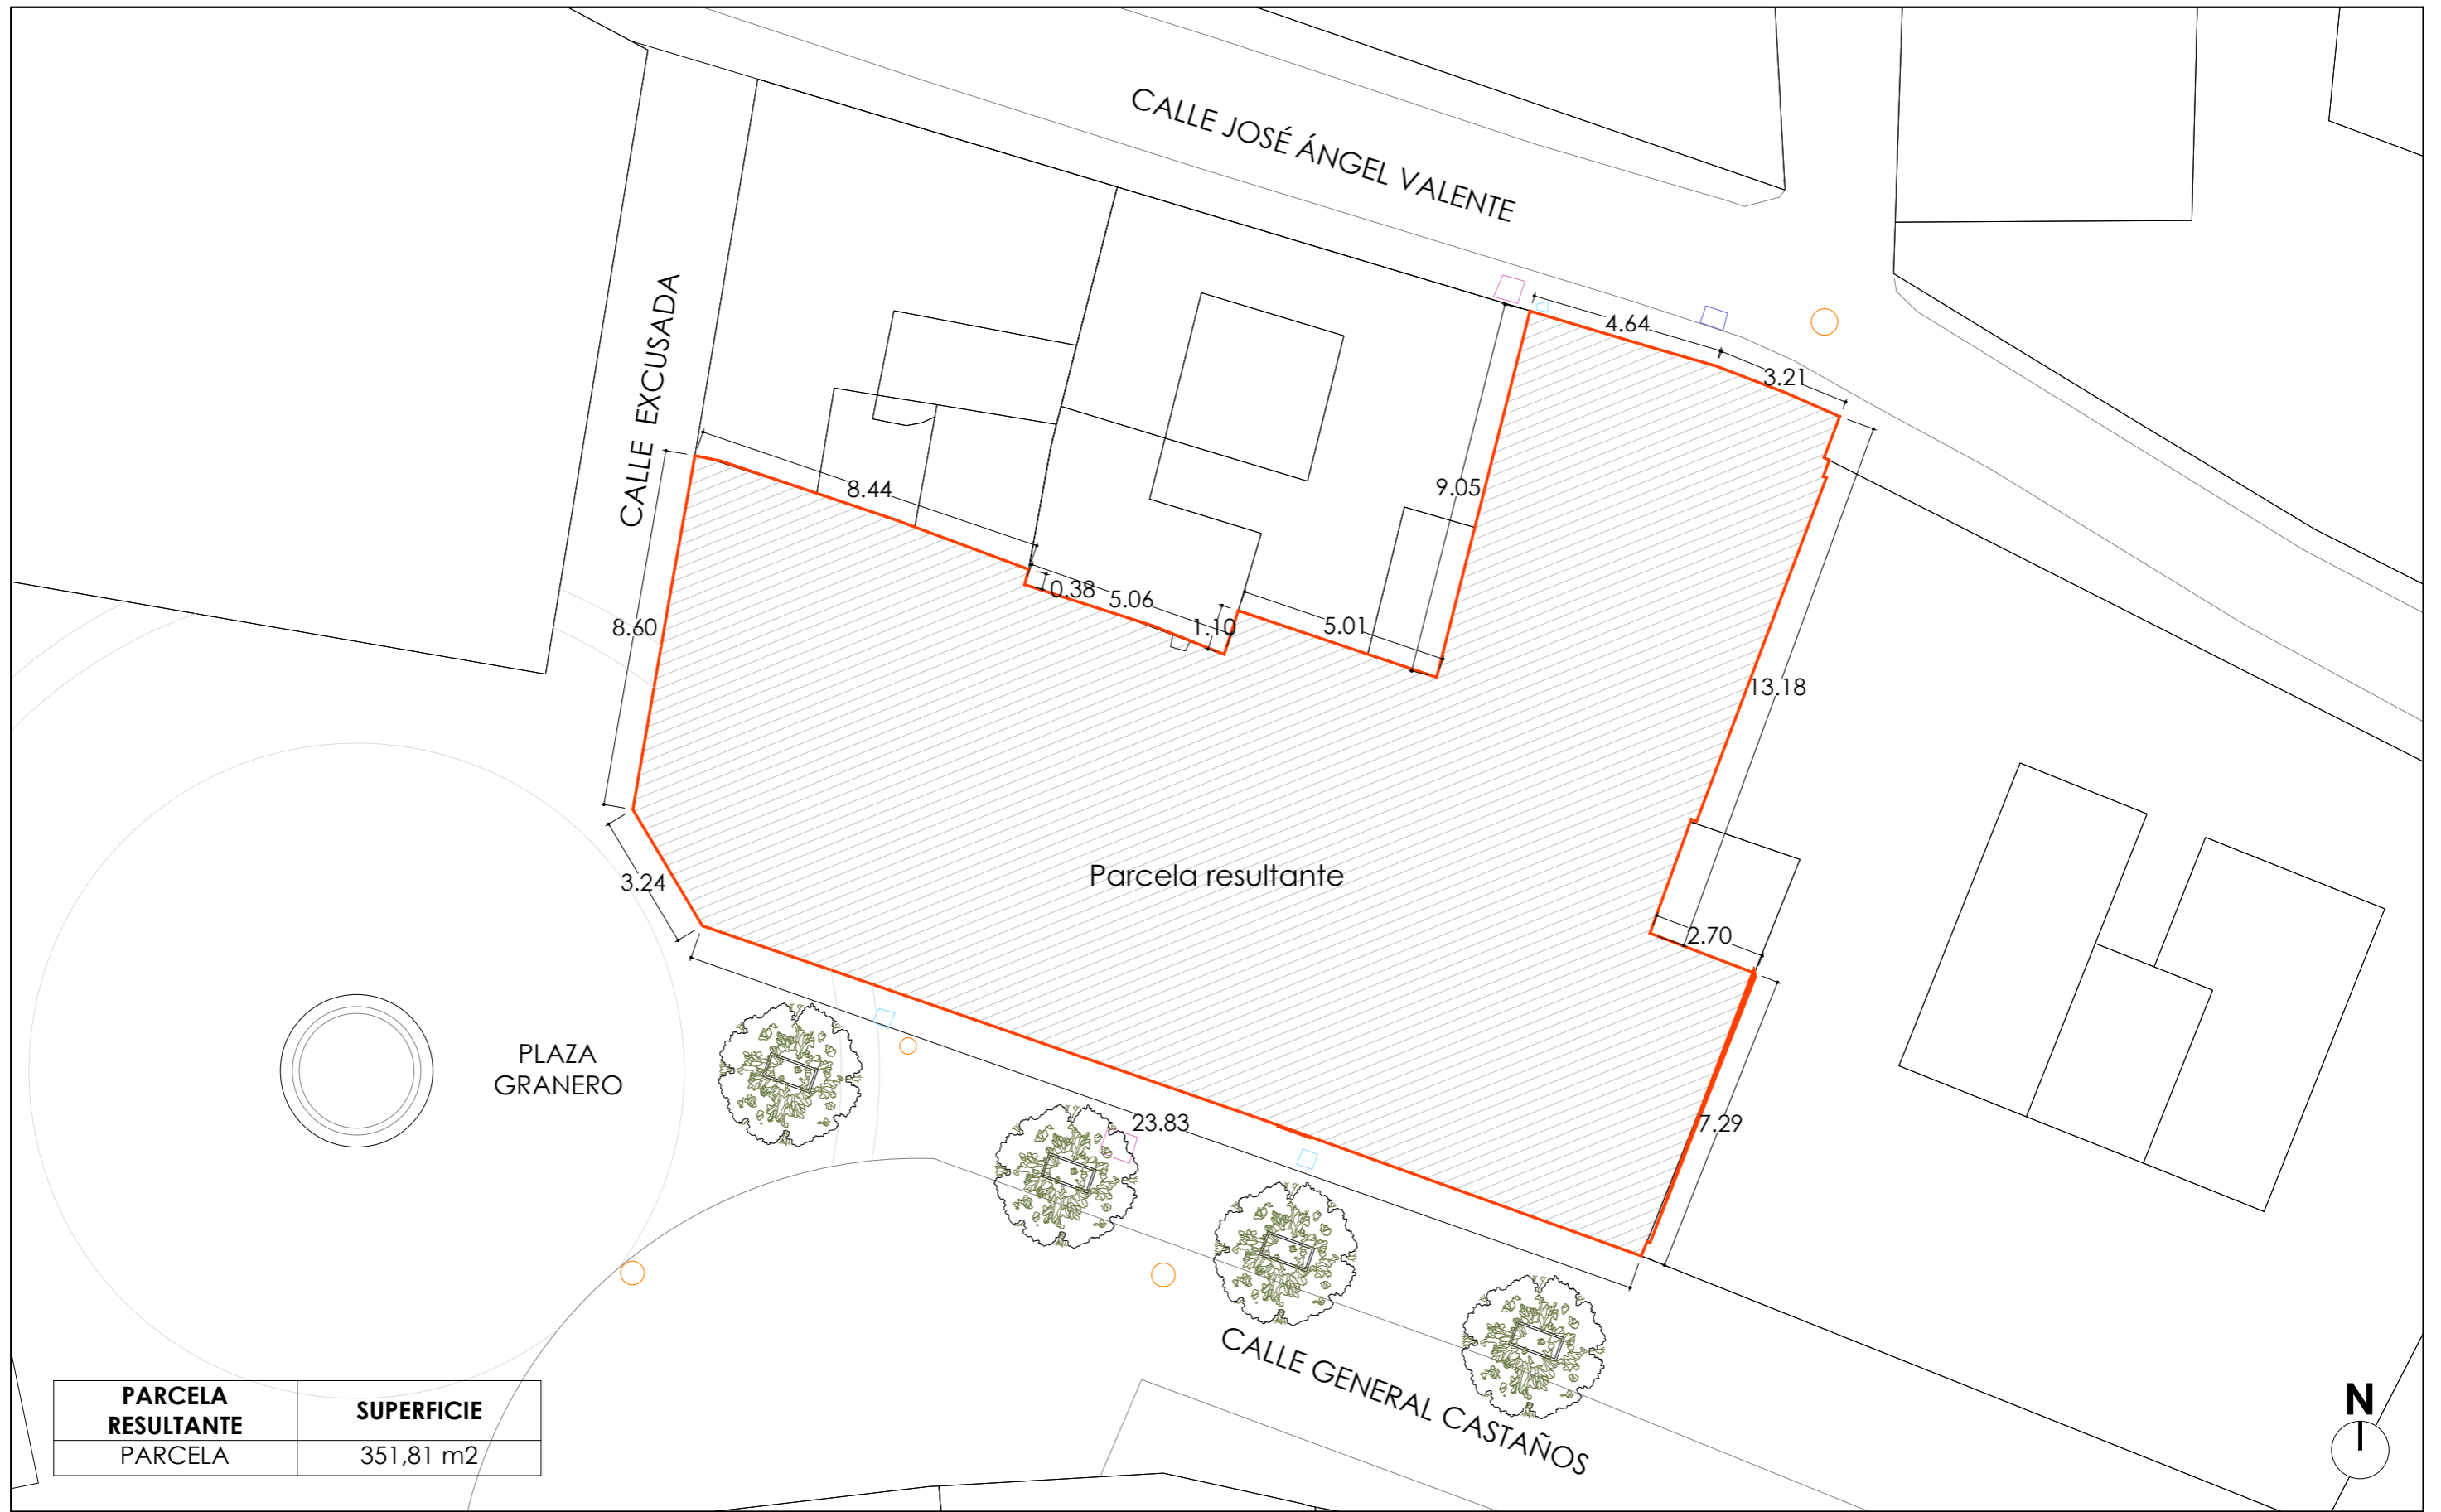 CALLE JOSÉ ÁNGEL VALENTE
CALLE EXCUSADA
4.64
3.21
8.44
9.05
0.38
5.06
1.10
5.01
8.60
13.18
3.24
Parcela resultante
2.70
PLAZA
GRANERO
23.83
7.29
CALLE GENERAL CASTAÑOS
PARCELA
RESULTANTE
SUPERFICIE
PARCELA
351,81 m2
N